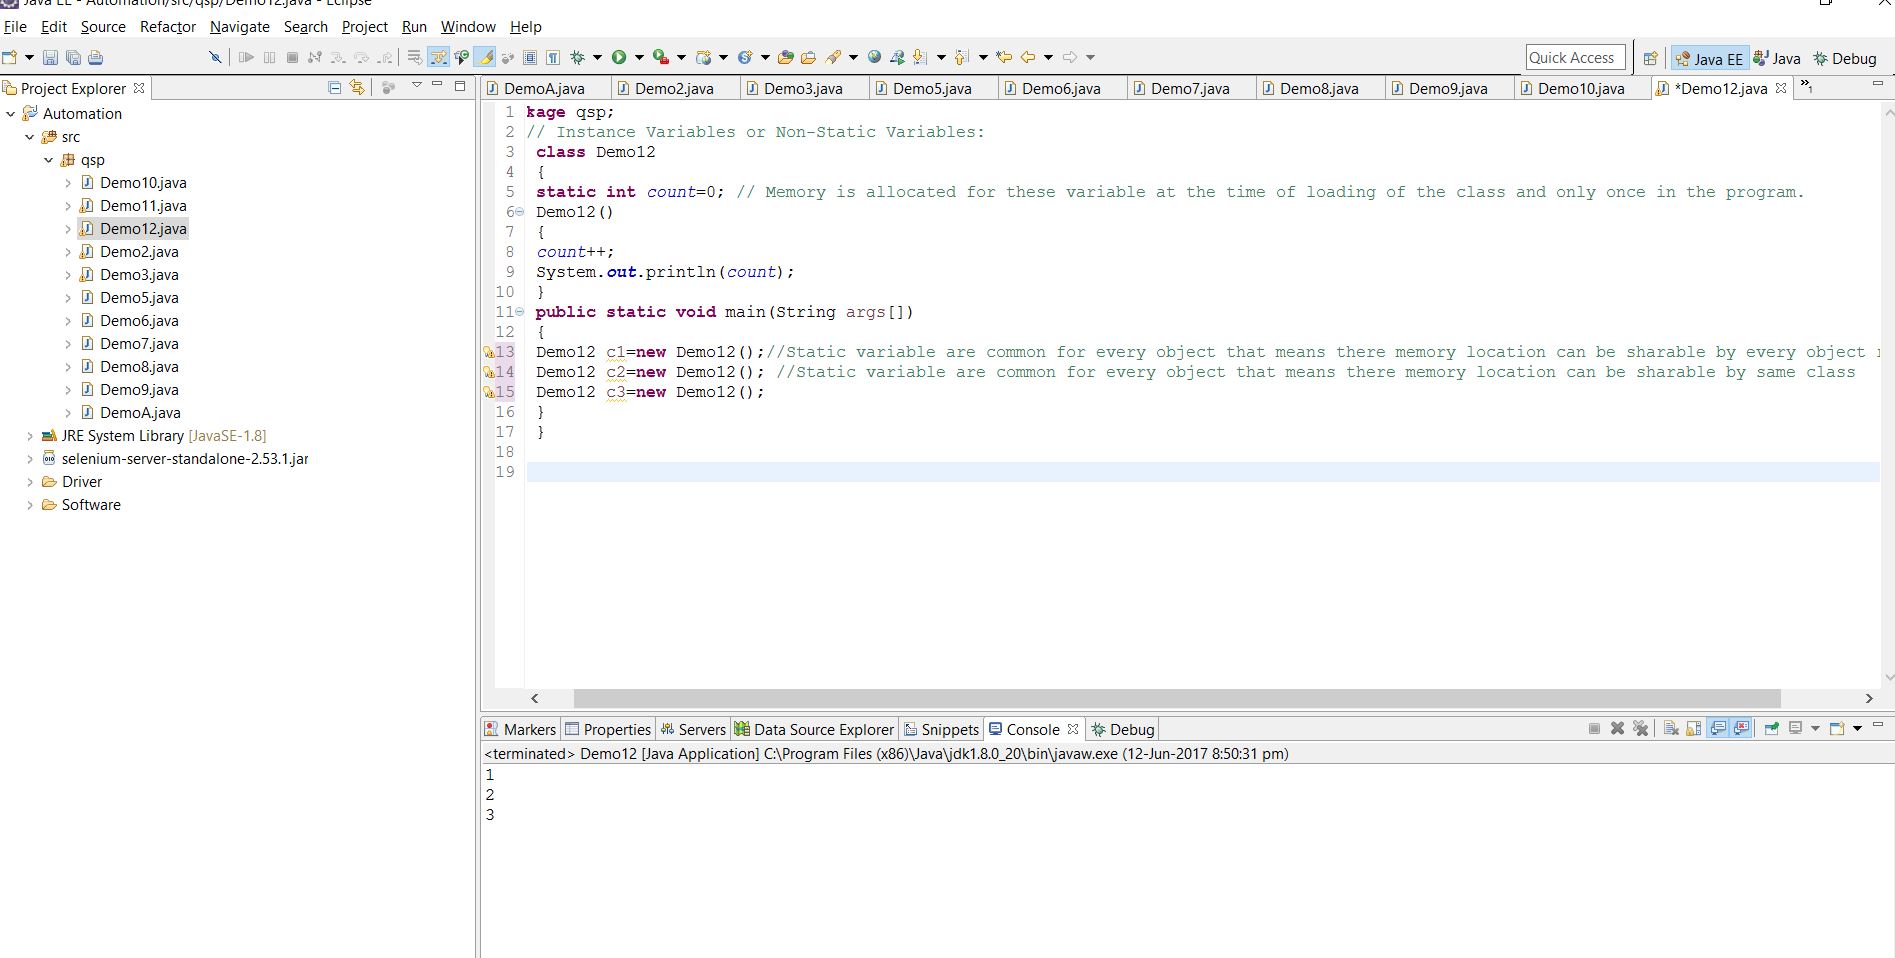 Java EE - Automation/src/qsp/Demo12.java - Eclipse
File Edit Source Refactor Navigate Search Project Run Window Help
Quick Access Java EE Java Debug
Project Explorer
DemoA.java Demo2.java Demo3.java Demo5.java Demo6.java Demo7.java Demo8.java Demo9.java Demo10.java *Demo12.java »1
Automation
src
qsp
Demo10.java
Demo11.java
Demo12.java
Demo2.java
Demo3.java
Demo5.java
Demo6.java
Demo7.java
Demo8.java
Demo9.java
DemoA.java
JRE System Library [JavaSE-1.8]
selenium-server-standalone-2.53.1.jar
Driver
Software
1 kage qsp;
2 // Instance Variables or Non-Static Variables:
3 class Demo12
4 {
5 static int count=0; // Memory is allocated for these variable at the time of loading of the class and only once in the program.
6 Demo12()
7 {
8 count++;
9 System.out.println(count);
10 }
11 public static void main(String args[])
12 {
13 Demo12 c1=new Demo12();//Static variable are common for every object that means there memory location can be sharable by every object
14 Demo12 c2=new Demo12(); //Static variable are common for every object that means there memory location can be sharable by same class
15 Demo12 c3=new Demo12();
16 }
17 }
18
19
Markers Properties Servers Data Source Explorer Snippets Console Debug
<terminated> Demo12 [Java Application] C:\Program Files (x86)\Java\jdk1.8.0_20\bin\javaw.exe (12-Jun-2017 8:50:31 pm)
1
2
3